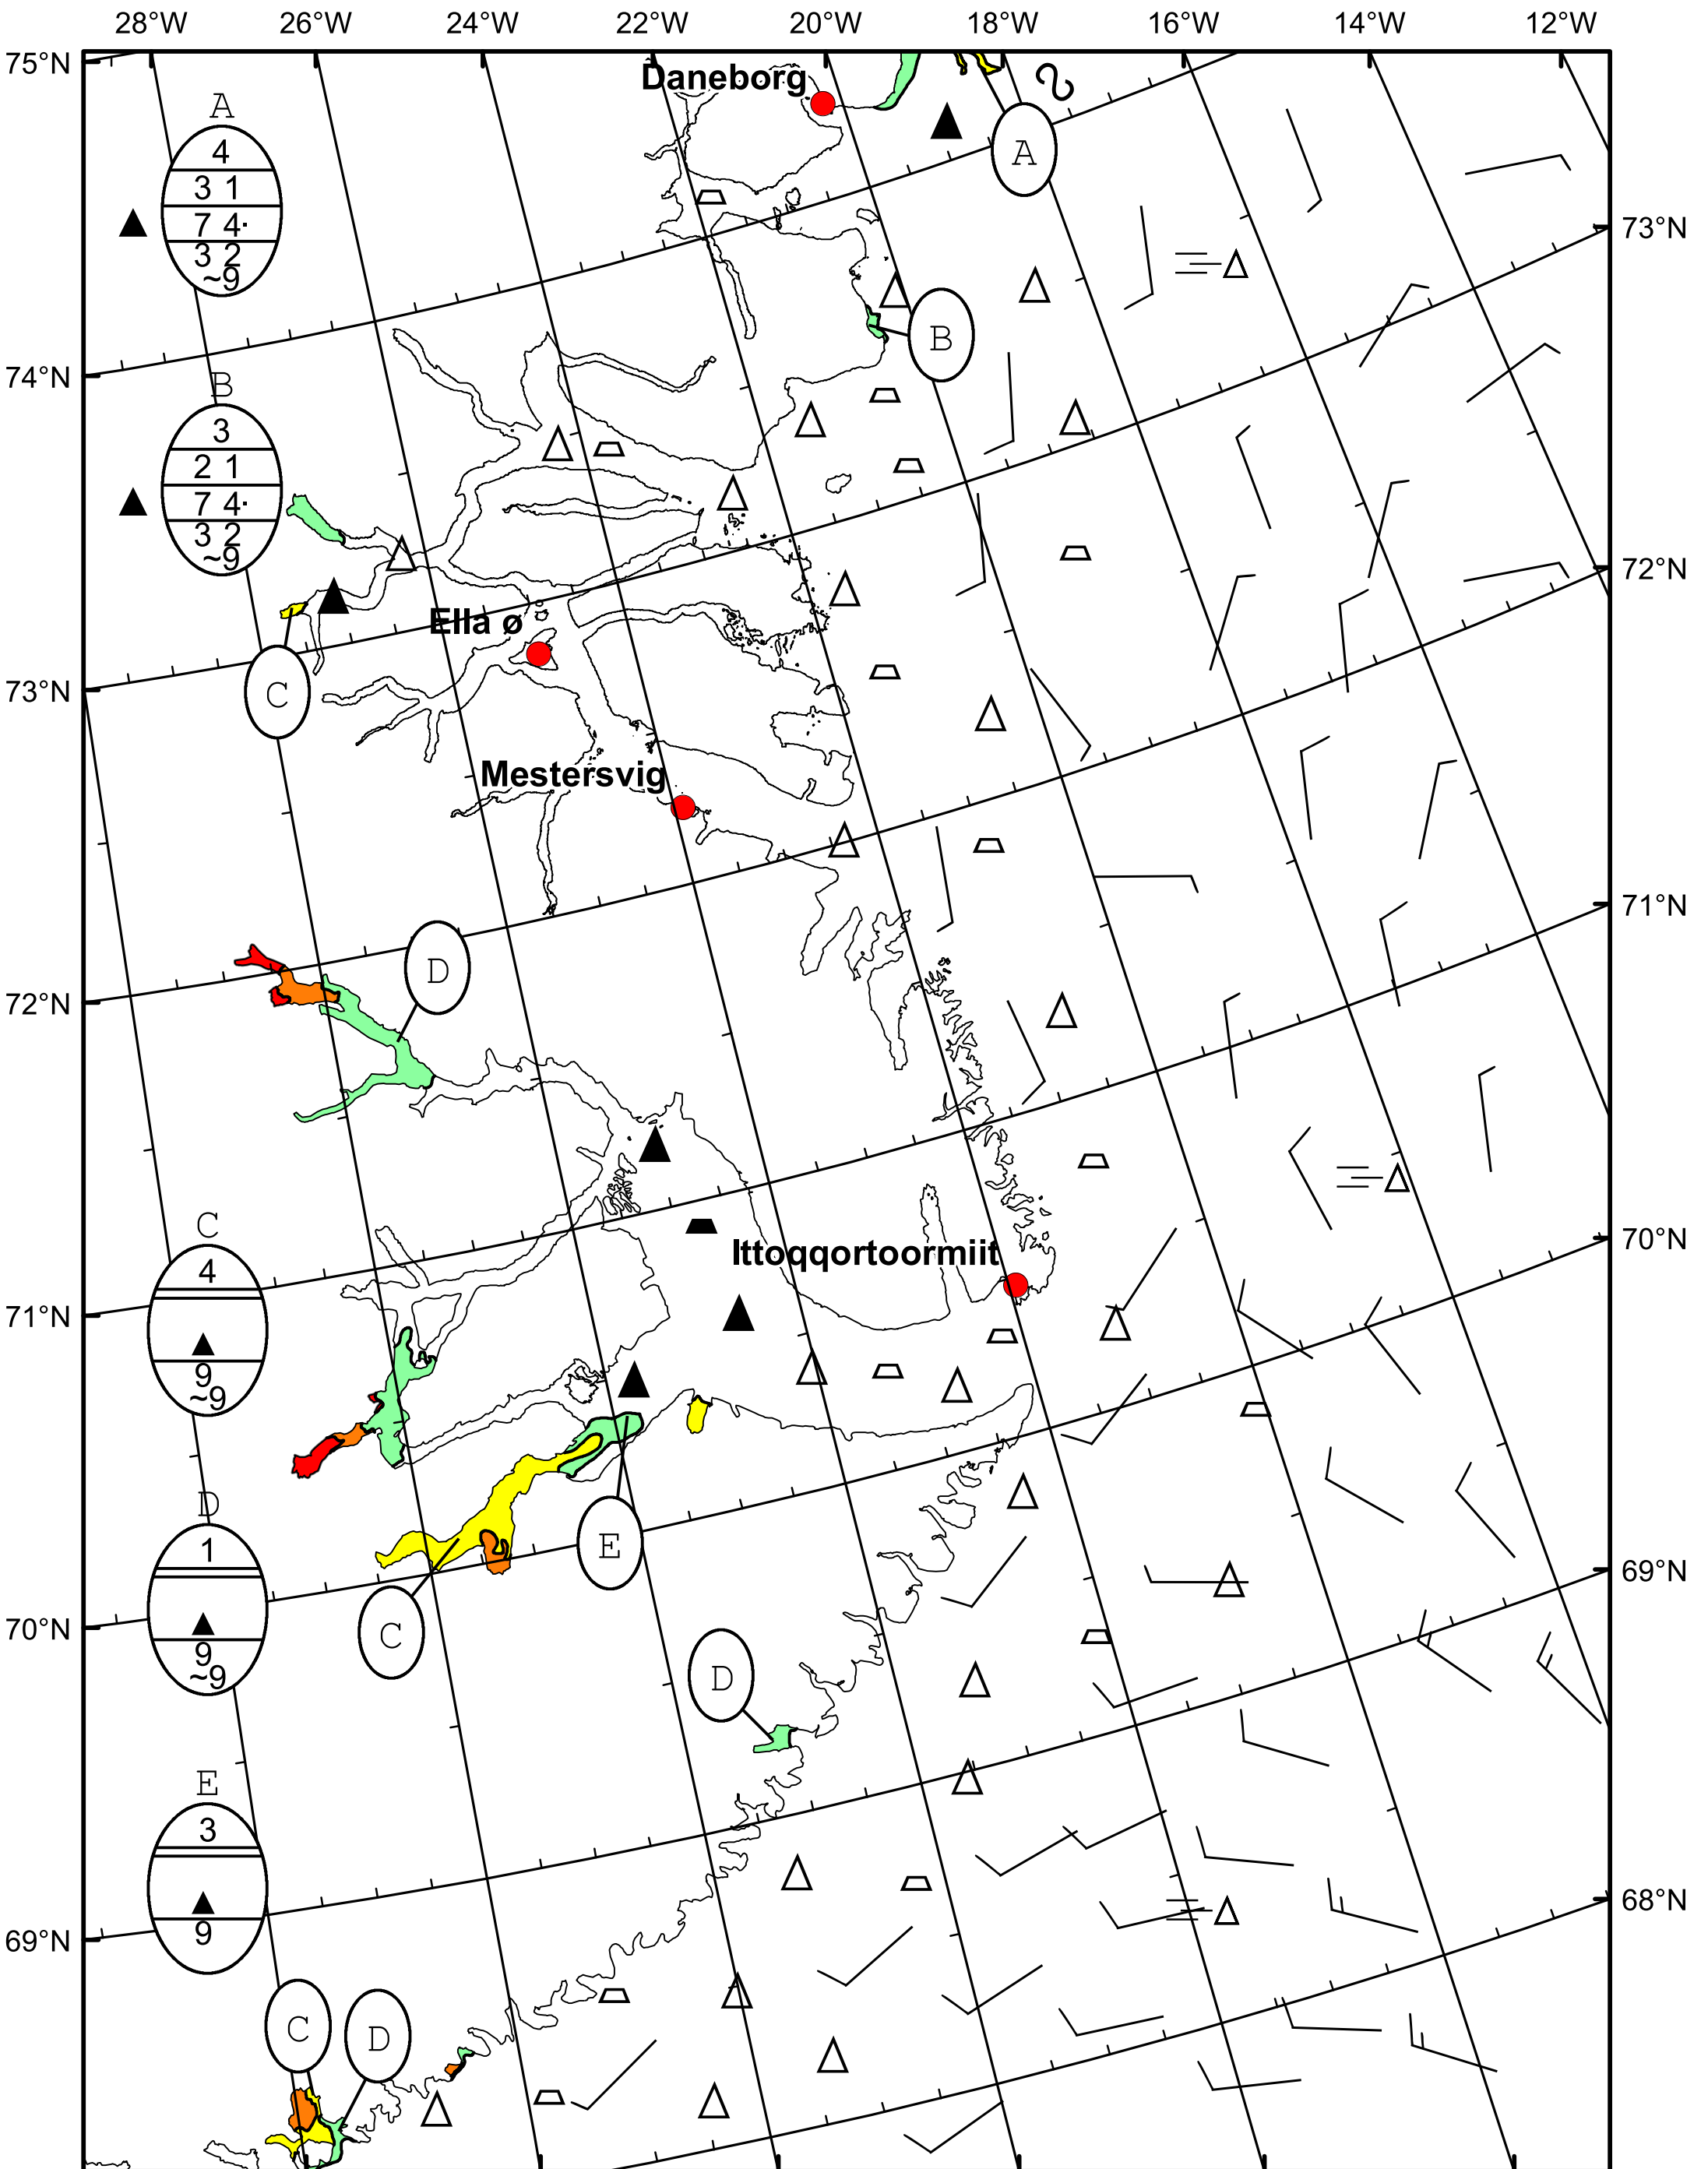 28°W 26°W 24°W 22°W 20°W 18°W 16°W 14°W 12°W
75°N
Daneborg
2
A
4
3 1
7 4·
3 2
~9
A
73°N
B
74°N
B
3
2 1
7 4·
3 2
~9
72°N
Ella ø
C
73°N
Mestersvig
71°N
D
72°N
C
4
9
~9
70°N
Ittoqqortoormiit
71°N
D
1
9
~9
E
69°N
C
70°N
D
E
3
9
68°N
69°N
C
D